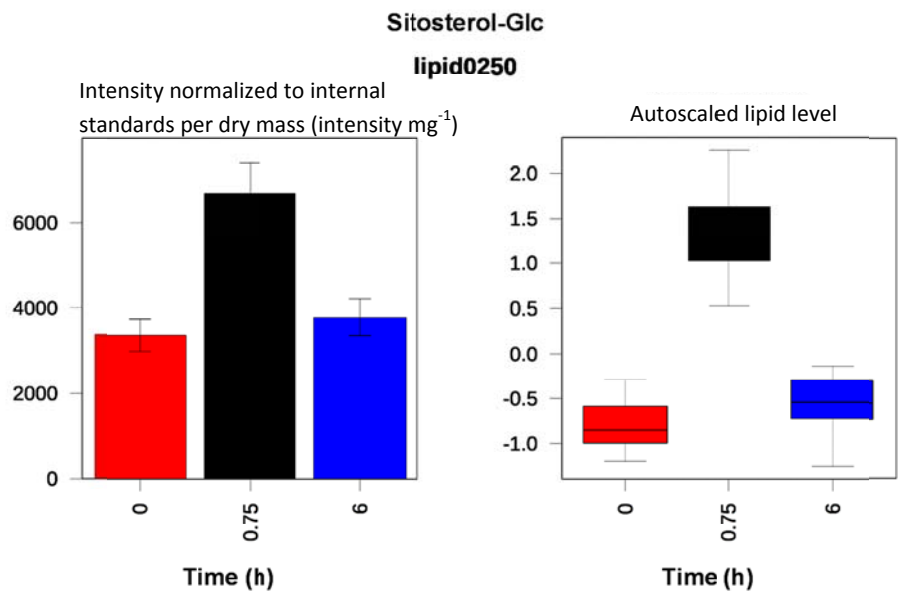 Sitosterol-Glc
lipid0250
Intensity normalized to internal
standards per dry mass (intensity mg⁻¹)
6000
4000
2000
0
0
0.75
6
Time (h)
Autoscaled lipid level
2.0
1.5
1.0
0.5
0.0
-0.5
-1.0
0
0.75
6
Time (h)